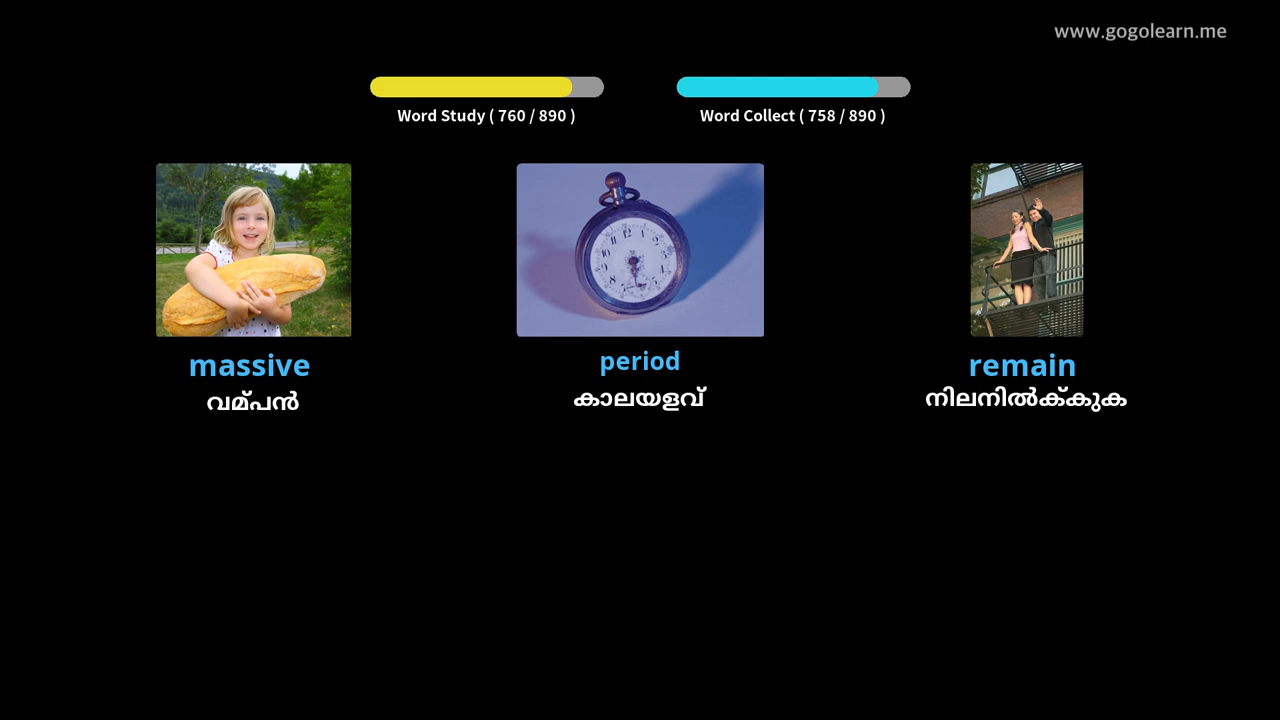 www.gogolearn.me
Word Study ( 760 / 890 )
Word Collect ( 758 / 890 )
massive
വമ്പൻ
period
കാലയളവ്
remain
നിലനിൽക്കുക